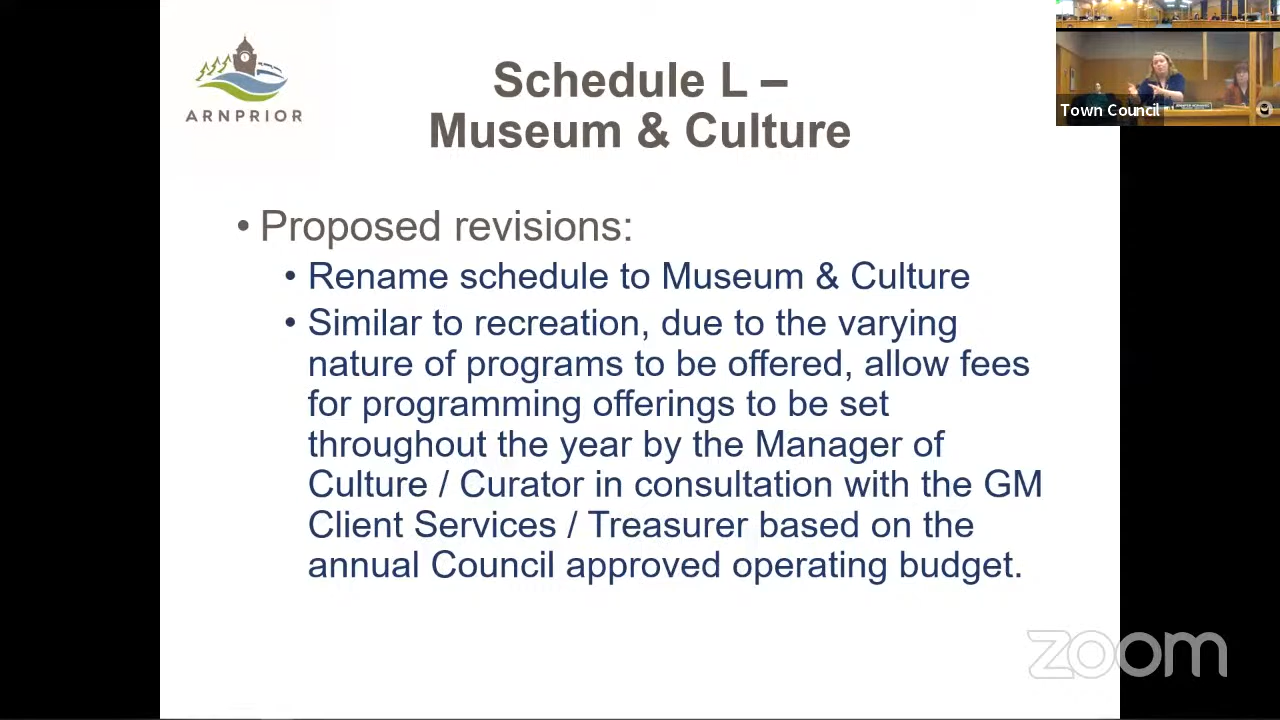 ARNPRIOR
Schedule L –
Museum & Culture
• Proposed revisions:
• Rename schedule to Museum & Culture
• Similar to recreation, due to the varying
nature of programs to be offered, allow fees
for programming offerings to be set
throughout the year by the Manager of
Culture / Curator in consultation with the GM
Client Services / Treasurer based on the
annual Council approved operating budget.
Town Council
zoom